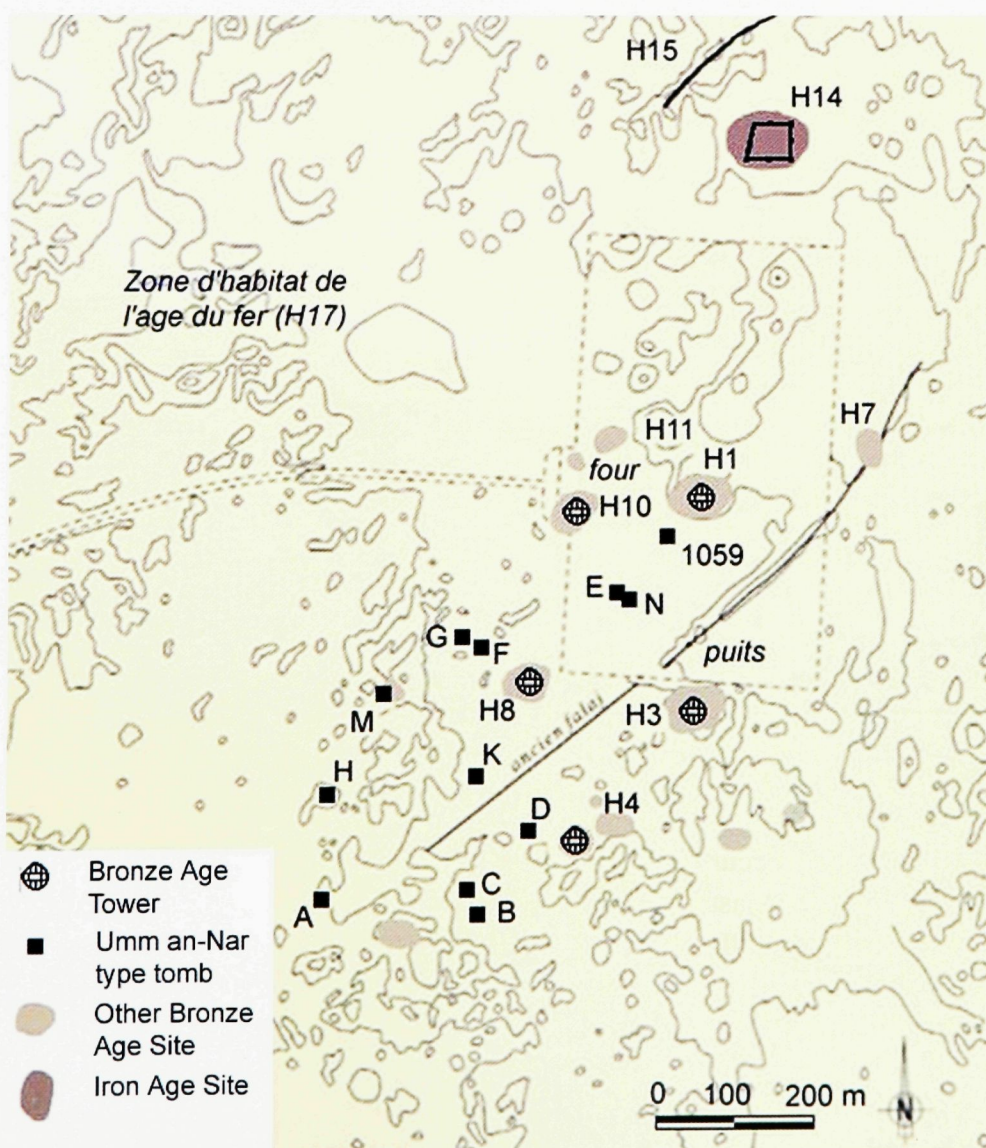 H15
H14
Zone d'habitat de
l'age du fer (H17)
H7
H11
H1
four
H10
1059
E
N
G
F
puits
M
H8
H3
ancien falaj
K
H
D
H4
C
A
B
Bronze Age
Tower
Umm an-Nar
type tomb
Other Bronze
Age Site
Iron Age Site
0 100 200 m
N